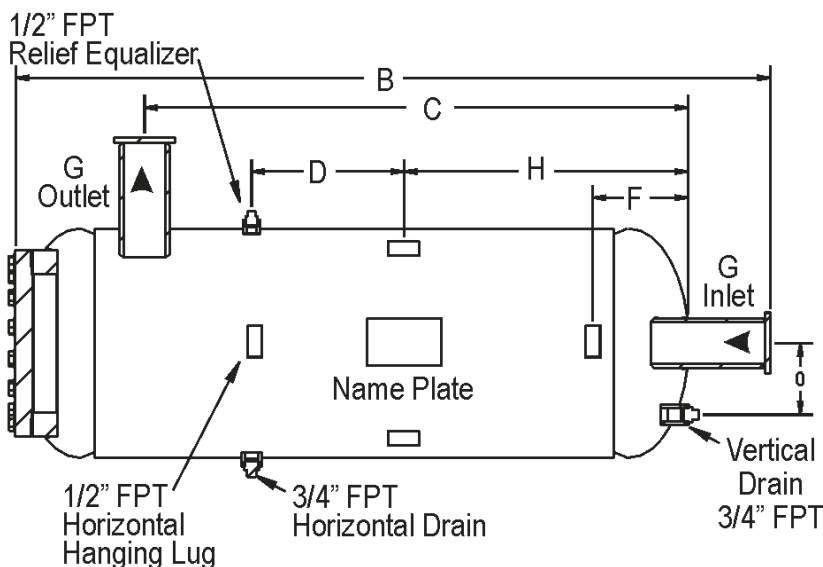 1/2” FPT
Relief Equalizer
B
C
G
Outlet
D
H
F
G
Inlet
Name Plate
O
1/2” FPT
Horizontal
Hanging Lug
3/4” FPT
Horizontal Drain
Vertical
Drain
3/4” FPT